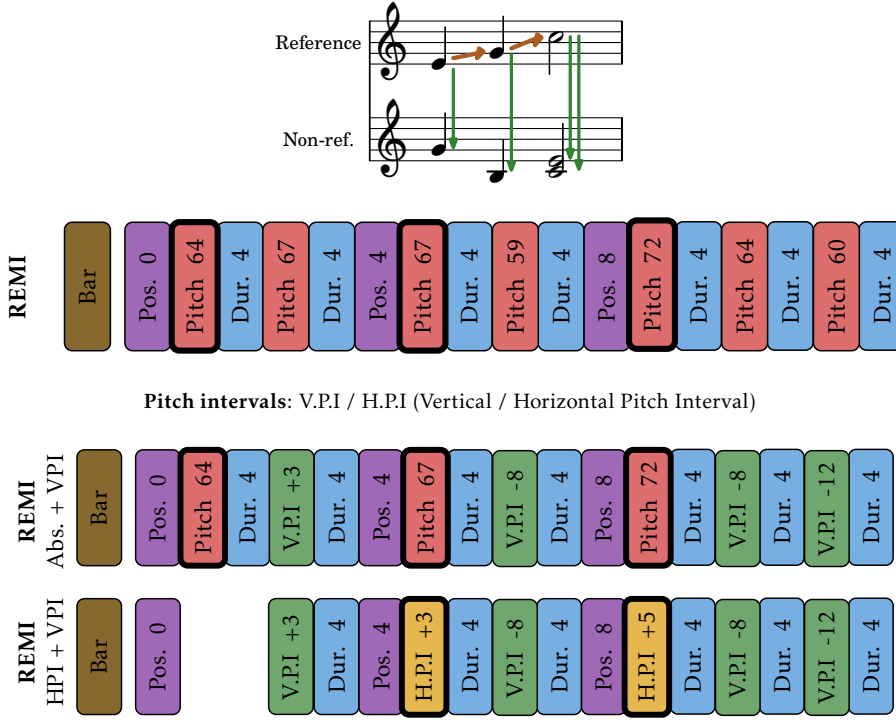 Reference
Non-ref.
REMI
Bar
Pos. 0
Pitch 64
Dur. 4
Pitch 67
Dur. 4
Pos. 4
Pitch 67
Dur. 4
Pitch 59
Dur. 4
Pos. 8
Pitch 72
Dur. 4
Pitch 64
Dur. 4
Pitch 60
Dur. 4
Pitch intervals: V.P.I / H.P.I (Vertical / Horizontal Pitch Interval)
REMI
Abs. + VPI
Bar
Pos. 0
Pitch 64
Dur. 4
V.P.I +3
Dur. 4
Pos. 4
Pitch 67
Dur. 4
V.P.I -8
Dur. 4
Pos. 8
Pitch 72
Dur. 4
V.P.I -8
Dur. 4
V.P.I -12
Dur. 4
REMI
HPI + VPI
Bar
Pos. 0
V.P.I +3
Dur. 4
Pos. 4
H.P.I +3
Dur. 4
V.P.I -8
Dur. 4
Pos. 8
H.P.I +5
Dur. 4
V.P.I -8
Dur. 4
V.P.I -12
Dur. 4